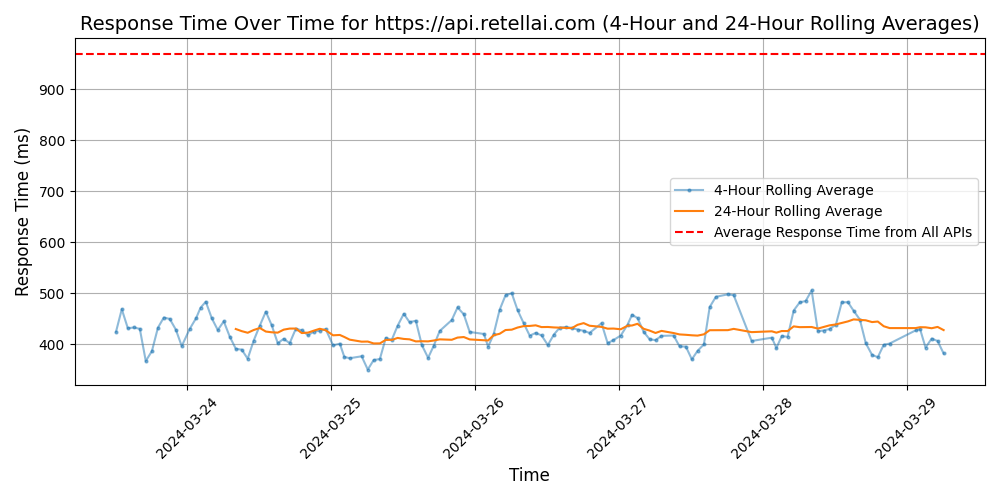 Response Time Over Time for https://api.retellai.com (4-Hour and 24-Hour Rolling Averages)
Response Time (ms)
900
800
700
600
500
400
4-Hour Rolling Average
24-Hour Rolling Average
Average Response Time from All APIs
2024-03-24
2024-03-25
2024-03-26
2024-03-27
2024-03-28
2024-03-29
Time